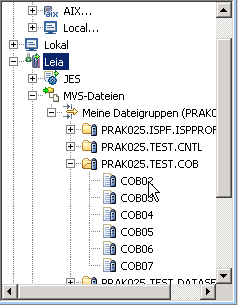 AIX...
Local...
Lokal
Leia
JES
MVS-Dateien
Meine Dateigruppen (PRAK0
PRAK025.ISPF.ISPPROF
PRAK025.TEST.CNTL
PRAK025.TEST.COB
COB02
COB03
COB04
COB05
COB06
COB07
PRAK025.TEST.DATASE